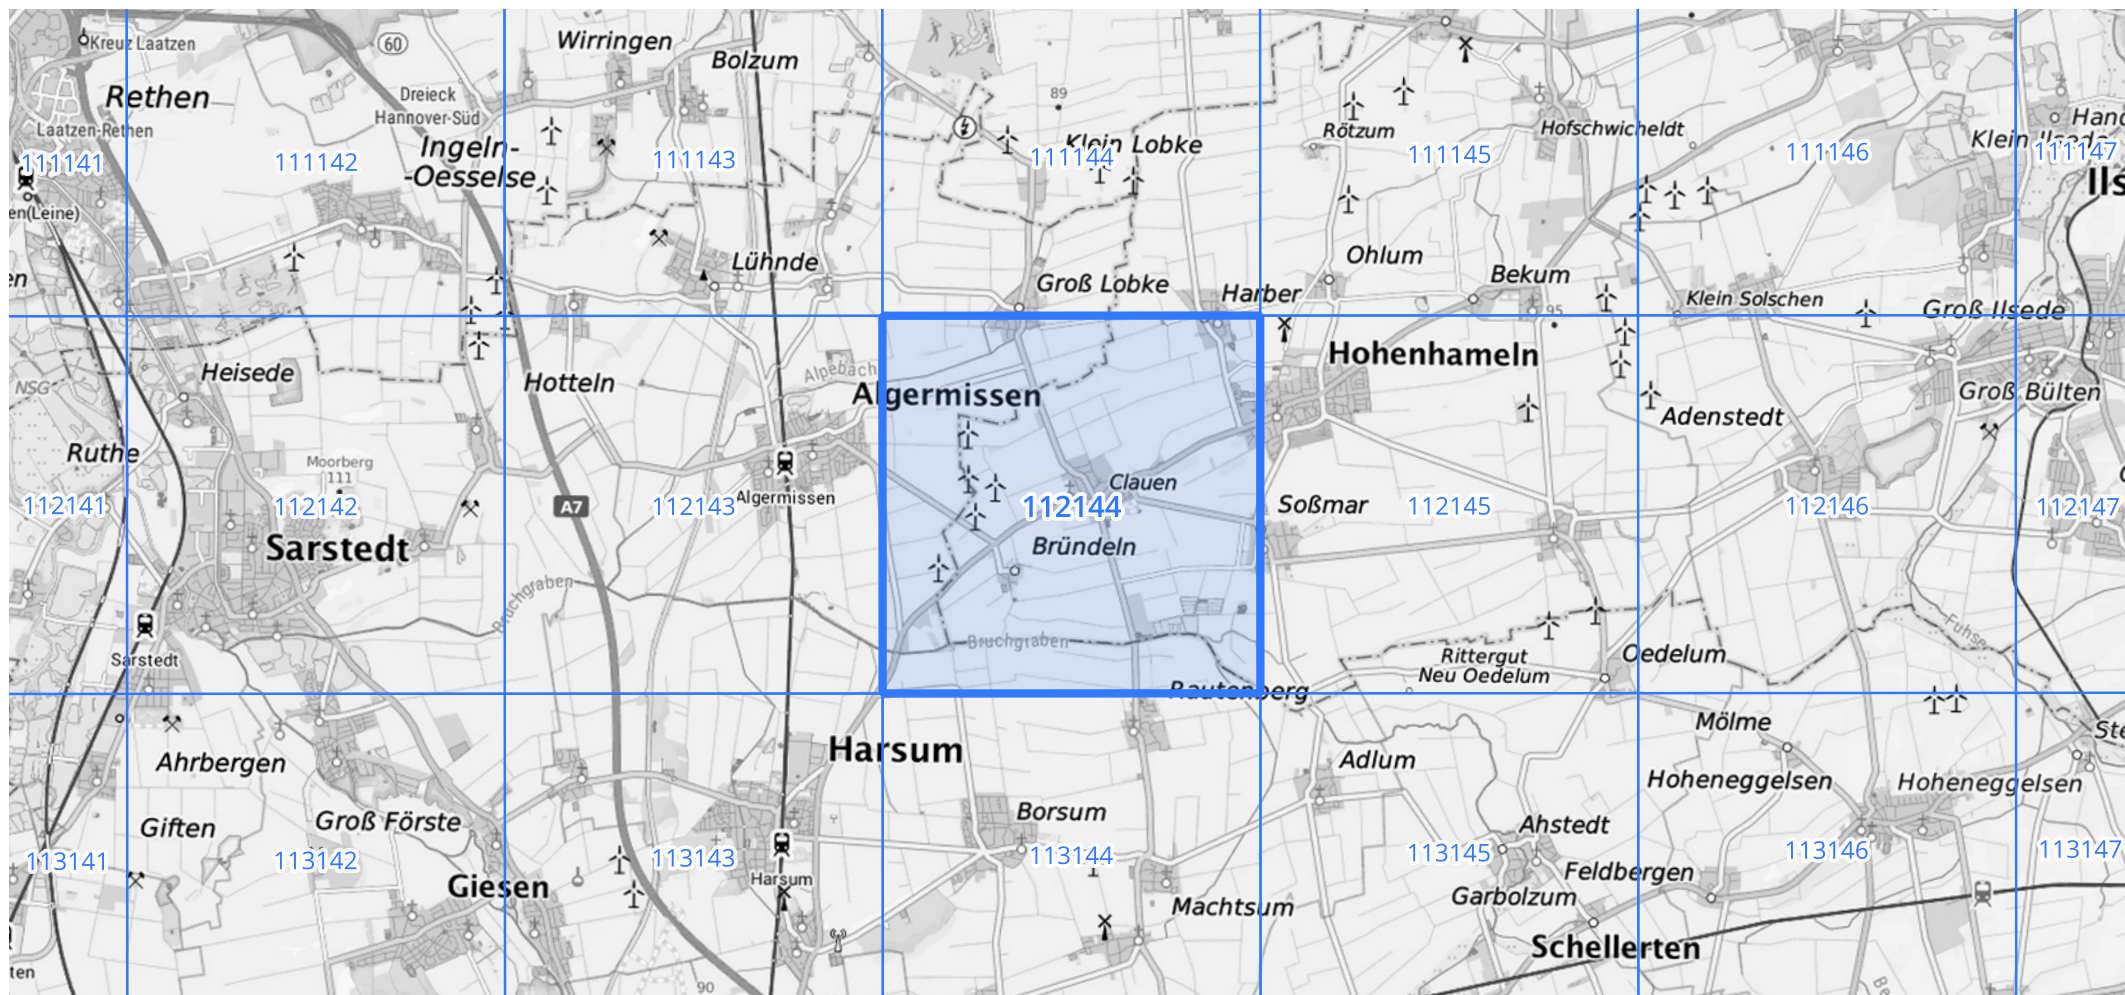 Kreuz Laatzen
60
Wirringen
Bolzum
Rethen
Dreieck
Hannover-Süd
89
Laatzen-Rethen
Ingeln-
-Oesselse
Klein Lobke
Rötzum
Hofschwicheldt
Klein Ilsede
111141
111142
111143
111144
111145
111146
111147
en(Leine)
Lühnde
Ohlum
Bekum
Groß Lobke
Harber
95
Klein Solschen
Groß Ilsede
en
Heisede
NSG
Hotteln
Alpebach
Algermissen
Hohenhameln
Groß Bülten
Adenstedt
Ruthe
Moorberg
111
Algermissen
Clauen
A7
Soßmar
112141
112142
112143
112144
112145
112146
112147
Sarstedt
Bründeln
Bruchgraben
Bruchgraben
Fuhse
Sarstedt
Rittergut
Neu Oedelum
Oedelum
Rautenberg
Mölme
Ahrbergen
Harsum
Adlum
Hoheneggelsen
Hoheneggelsen
Giften
Groß Förste
Borsum
Ahstedt
113141
113142
113143
113144
113145
113146
113147
Giesen
Harsum
Feldbergen
Garbolzum
Machtsum
Schellerten
ten
90